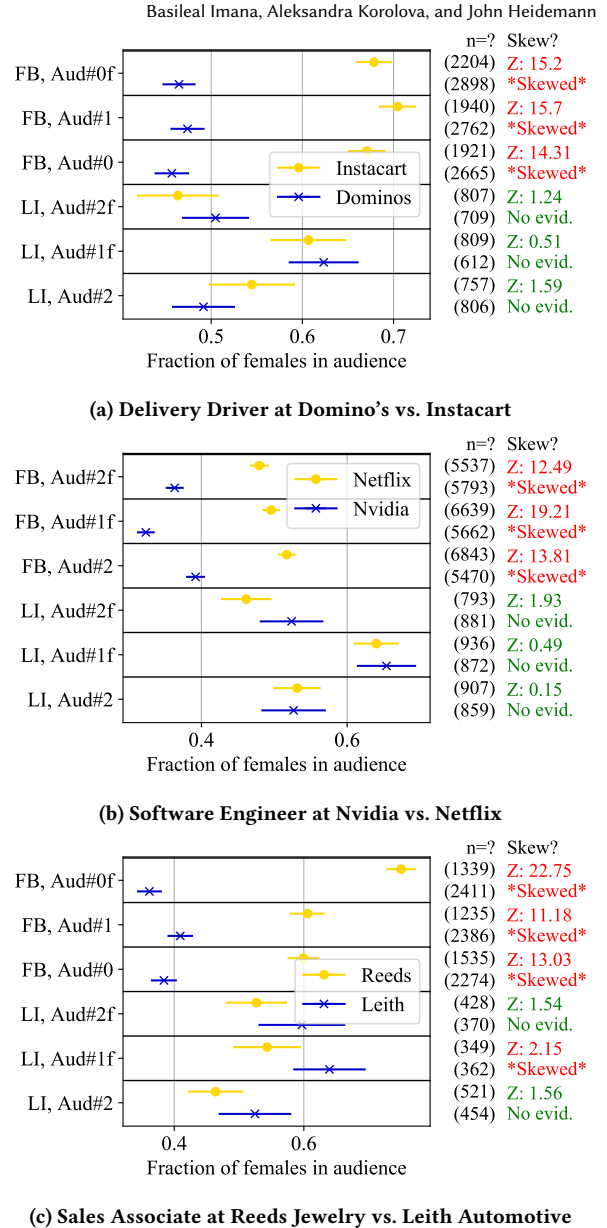 Basileal Imana, Aleksandra Korolova, and John Heidemann
n=? Skew?
FB, Aud#0f (2204) Z: 15.2
(2898) *Skewed*
FB, Aud#1 (1940) Z: 15.7
(2762) *Skewed*
FB, Aud#0 (1921) Z: 14.31
(2665) *Skewed*
Instacart
Dominos
LI, Aud#2f (807) Z: 1.24
(709) No evid.
LI, Aud#1f (809) Z: 0.51
(612) No evid.
LI, Aud#2 (757) Z: 1.59
(806) No evid.
0.5 0.6 0.7
Fraction of females in audience
(a) Delivery Driver at Domino's vs. Instacart
n=? Skew?
FB, Aud#2f (5537) Z: 12.49
(5793) *Skewed*
Netflix
Nvidia
FB, Aud#1f (6639) Z: 19.21
(5662) *Skewed*
FB, Aud#2 (6843) Z: 13.81
(5470) *Skewed*
LI, Aud#2f (793) Z: 1.93
(881) No evid.
LI, Aud#1f (936) Z: 0.49
(872) No evid.
LI, Aud#2 (907) Z: 0.15
(859) No evid.
0.4 0.6
Fraction of females in audience
(b) Software Engineer at Nvidia vs. Netflix
n=? Skew?
FB, Aud#0f (1339) Z: 22.75
(2411) *Skewed*
FB, Aud#1 (1235) Z: 11.18
(2386) *Skewed*
FB, Aud#0 (1535) Z: 13.03
(2274) *Skewed*
Reeds
Leith
LI, Aud#2f (428) Z: 1.54
(370) No evid.
LI, Aud#1f (349) Z: 2.15
(362) *Skewed*
LI, Aud#2 (521) Z: 1.56
(454) No evid.
0.4 0.6
Fraction of females in audience
(c) Sales Associate at Reeds Jewelry vs. Leith Automotive